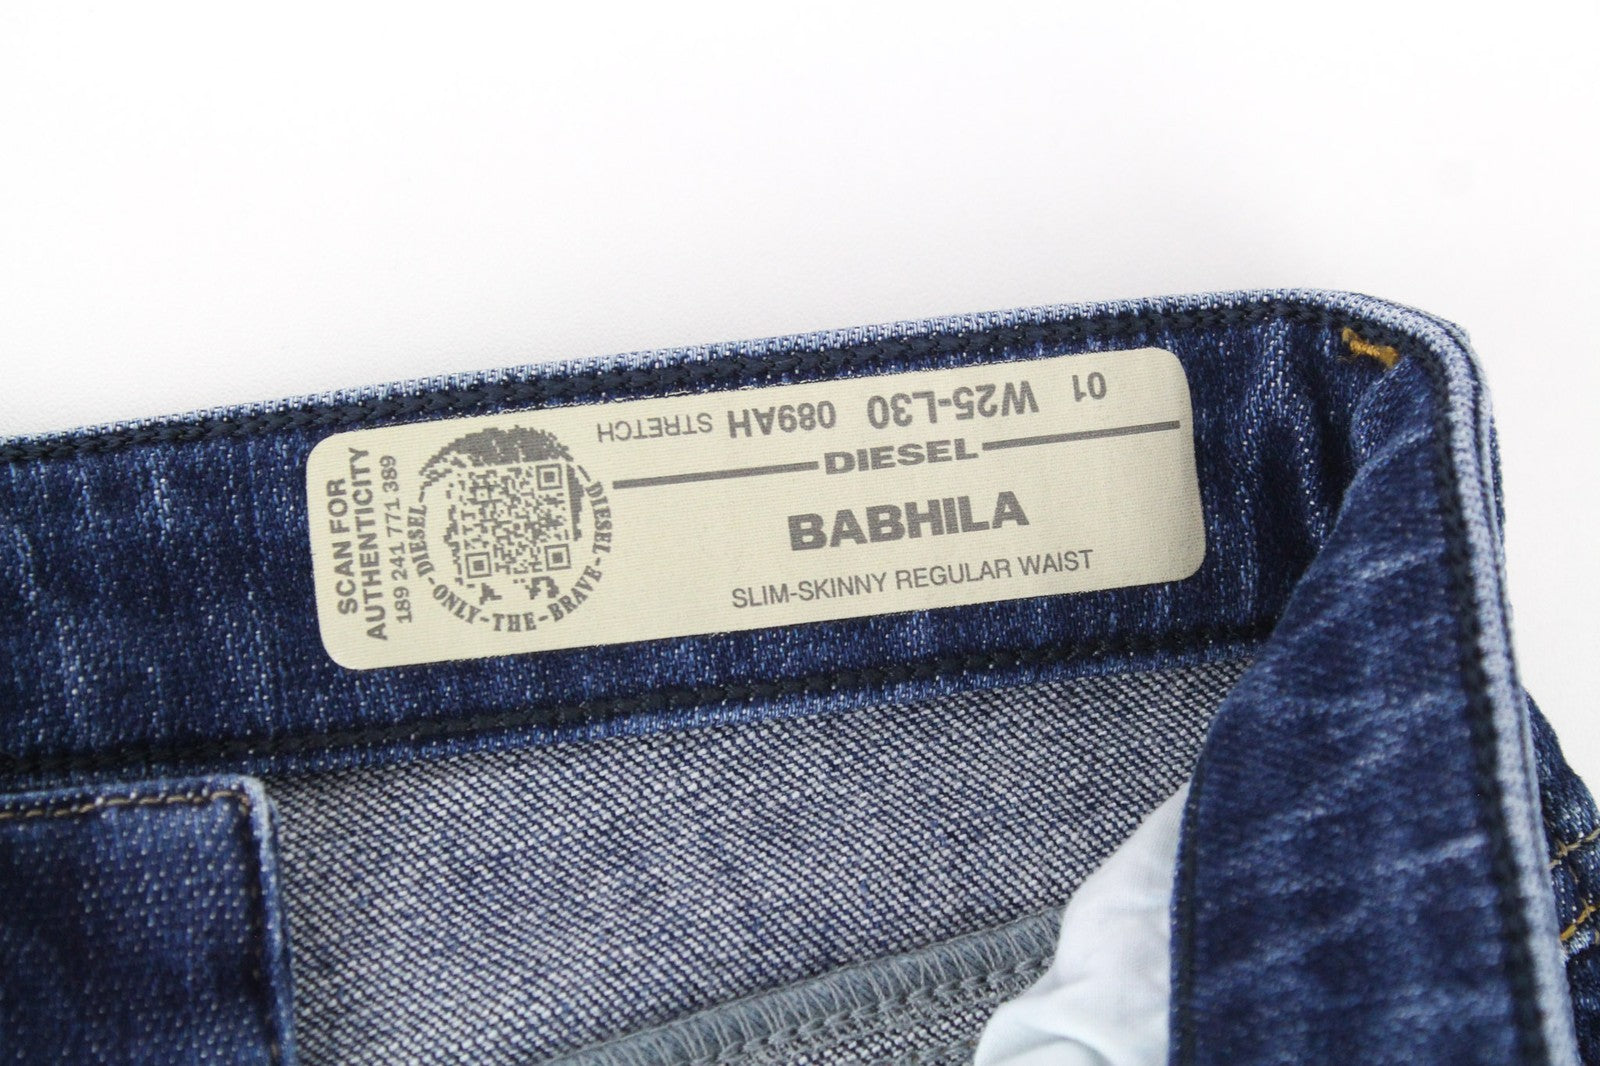 SCAN FOR
AUTHENTICITY
189 241 771 389
DIESEL-ONLY-THE-BRAVE-DIESEL
01 W25-L30 089AH STRETCH
DIESEL
BABHILA
SLIM-SKINNY REGULAR WAIST